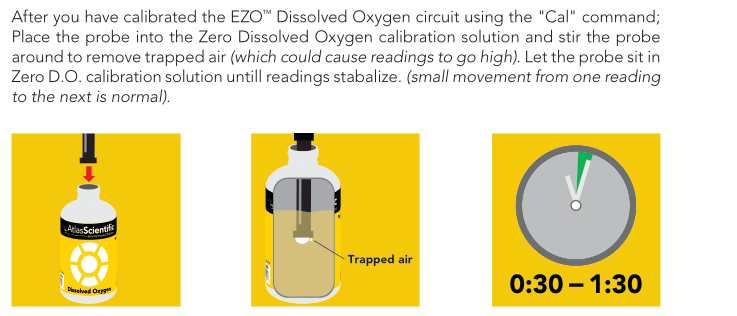 After you have calibrated the EZO™ Dissolved Oxygen circuit using the "Cal" command;
Place the probe into the Zero Dissolved Oxygen calibration solution and stir the probe
around to remove trapped air (which could cause readings to go high). Let the probe sit in
Zero D.O. calibration solution untill readings stabalize. (small movement from one reading
to the next is normal).
AtlasScientific
Dissolved Oxygen
Trapped air
0:30 – 1:30